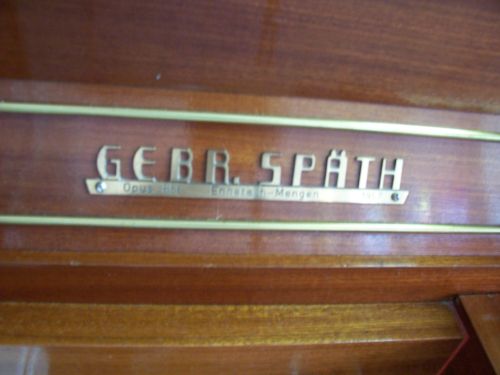 GEBR. SPÄTH
Opus Ennetach-Mengen